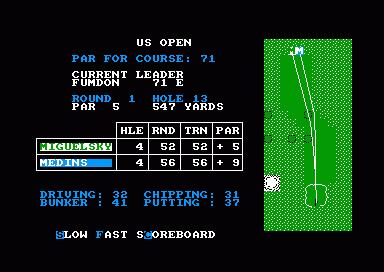 US OPEN
PAR FOR COURSE: 71
CURRENT LEADER
FUMDON 71 E
ROUND 1 HOLE 13
PAR 5 547 YARDS
HLE RND TRN PAR
MIGUELSKY 4 52 52 + 5
MEDINS 4 56 56 + 9
DRIVING: 32 CHIPPING: 31
BUNKER : 41 PUTTING : 37
SLOW FAST SCOREBOARD
M